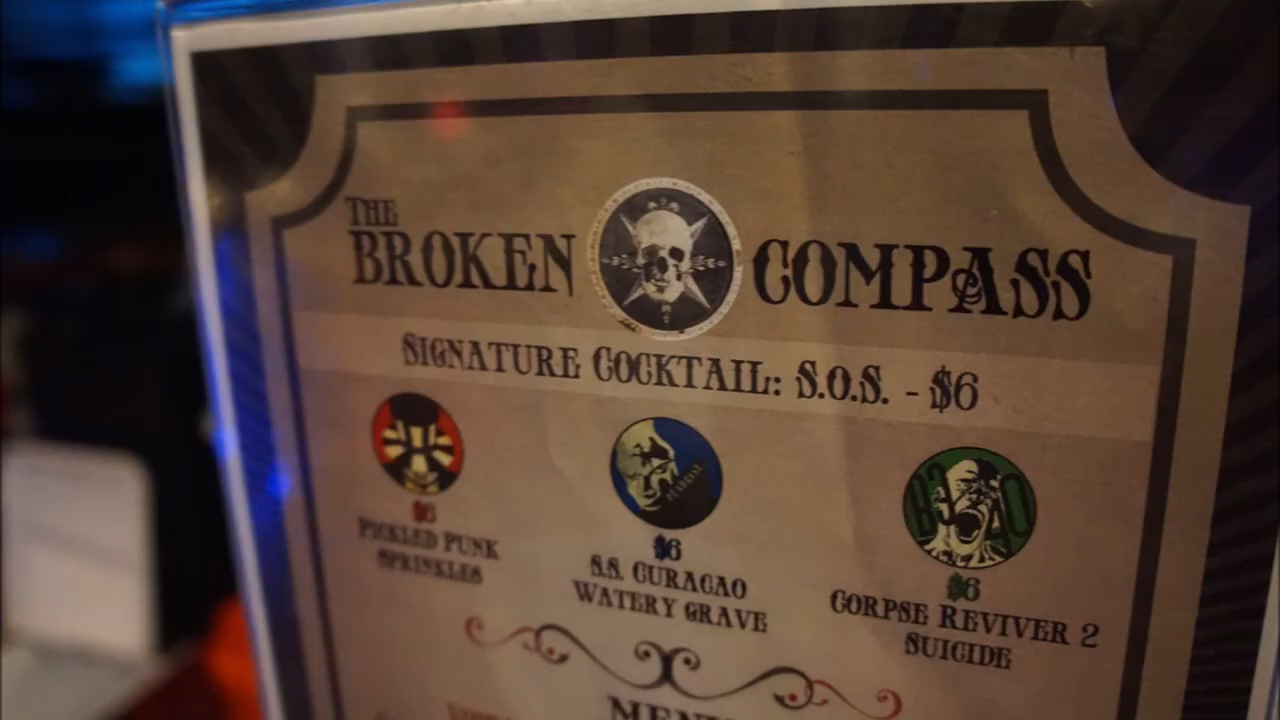 THE
BROKEN COMPASS
SIGNATURE COCKTAIL: S.O.S. - $6
$6
PICKLED PUNK
SPRINKLES
$6
S.S. CURACAO
WATERY GRAVE
B340
$6
CORPSE REVIVER 2
SUICIDE